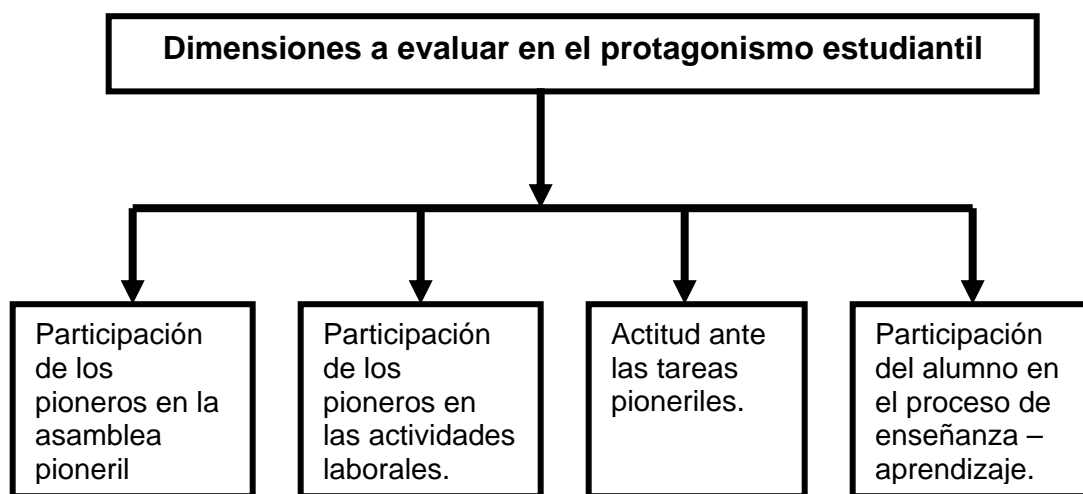 Dimensiones a evaluar en el protagonismo estudiantil
Participación
de los
pioneros en la
asamblea
pioneril
Participación
de los
pioneros en
las actividades
laborales.
Actitud ante
las tareas
pioneriles.
Participación
del alumno en
el proceso de
enseñanza –
aprendizaje.